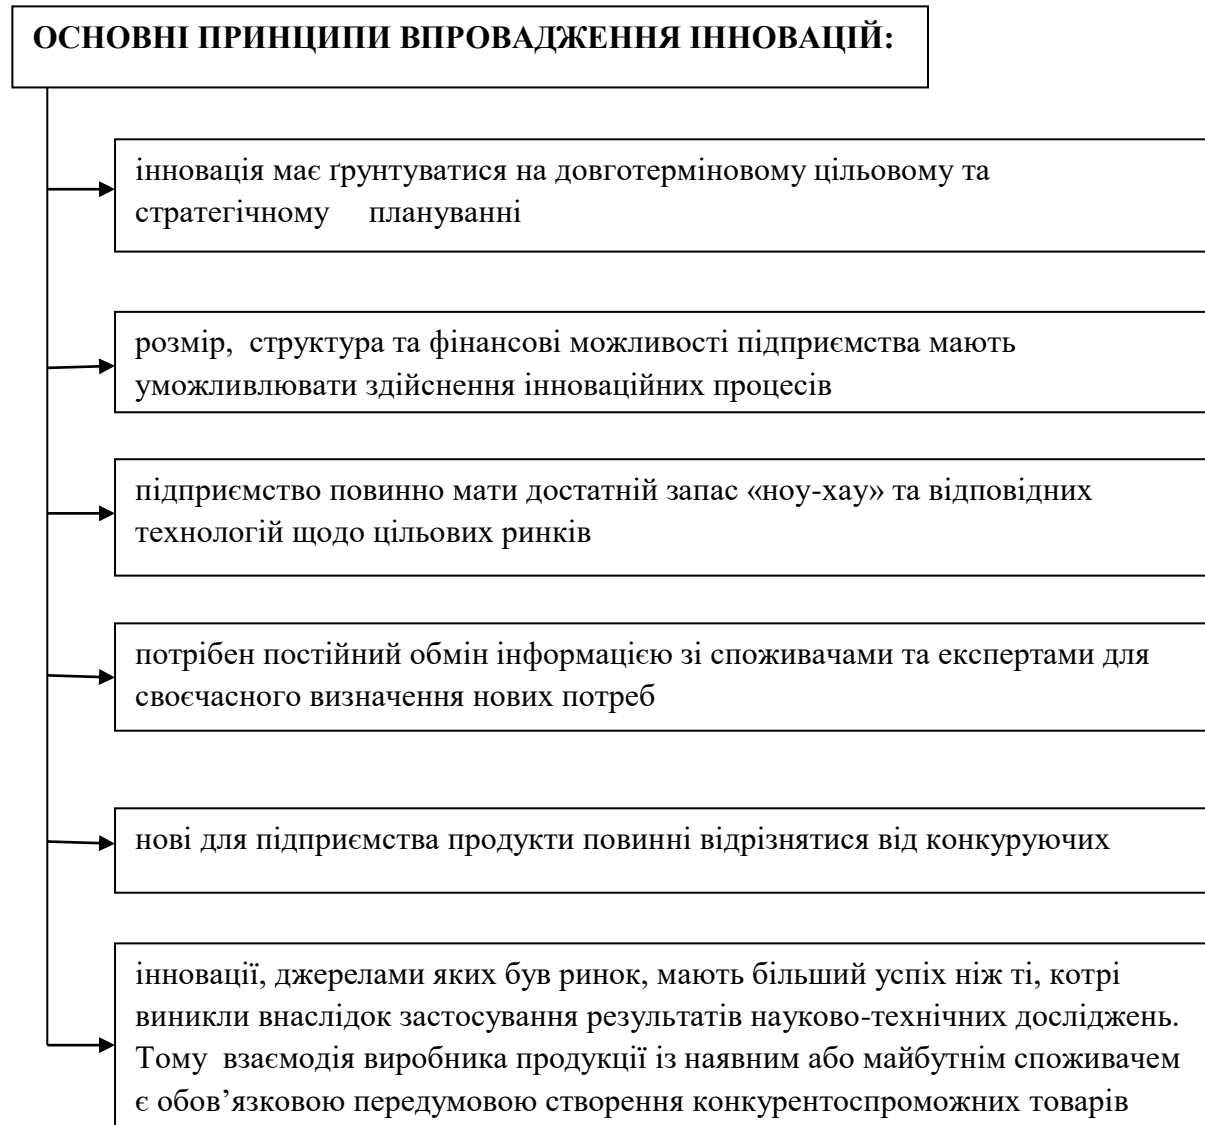 ОСНОВНІ ПРИНЦИПИ ВПРОВАДЖЕННЯ ІННОВАЦІЙ:
інновація має ґрунтуватися на довготерміновому цільовому та
стратегічному планнуванні
розмір, структура та фінансові можливості підприємства мають
уможливлювати здійснення інноваційних процесів
підприємство повинно мати достатній запас «ноу-хау» та відповідних
технологій щодо цільових ринків
потрібен постійний обмін інформацією зі споживачами та експертами для
своєчасного визначення нових потреб
нові для підприємства продукти повинні відрізнятися від конкуруючих
інновації, джерелами яких був ринок, мають більший успіх ніж ті, котрі
виникли внаслідок застосування результатів науково-технічних досліджень.
Тому взаємодія виробника продукції із наявним або майбутнім споживачем
є обов’язковою передумовою створення конкурентоспроможних товарів